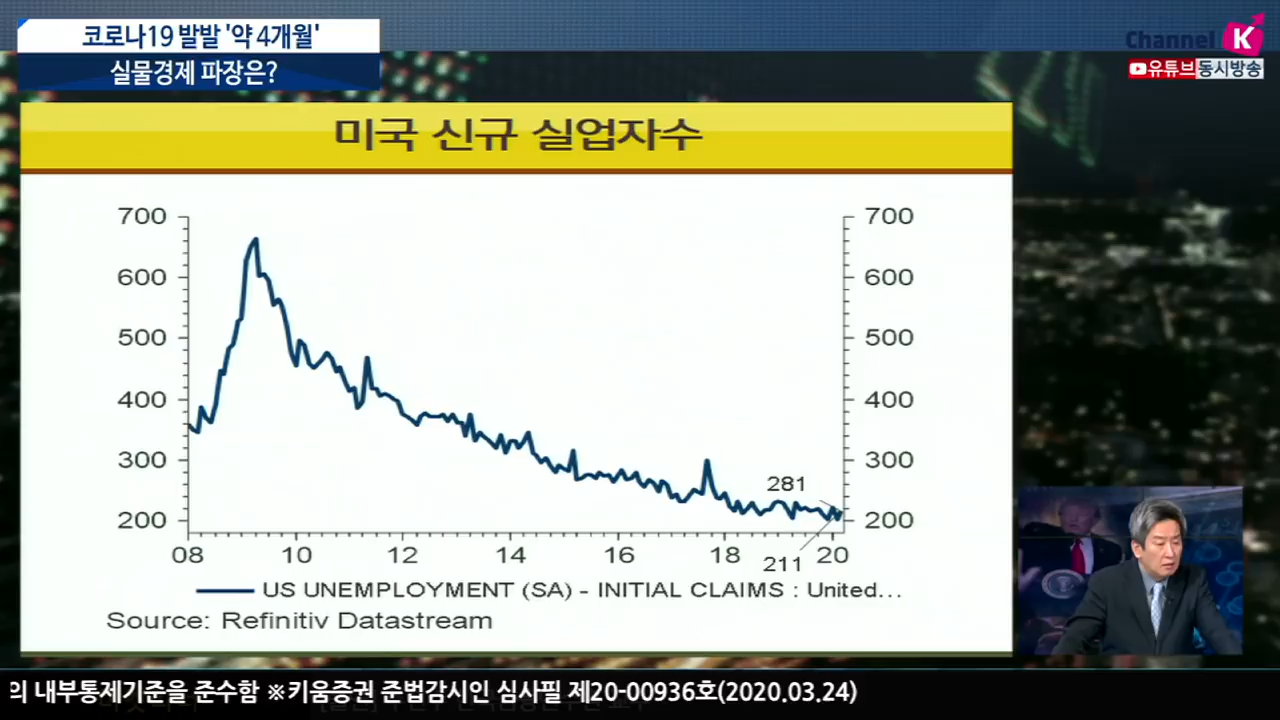 코로나19 발발 '약 4개월'
실물경제 파장은?
Channel K
유튜브 동시방송
미국 신규 실업자수
700
600
500
400
300
200
700
600
500
400
300
200
281
211
08
10
12
14
16
18
20
US UNEMPLOYMENT (SA) - INITIAL CLAIMS : United...
Source: Refinitiv Datastream
의 내부통제기준을 준수함 ※키움증권 준법감시인 심사필 제20-00936호(2020.03.24)